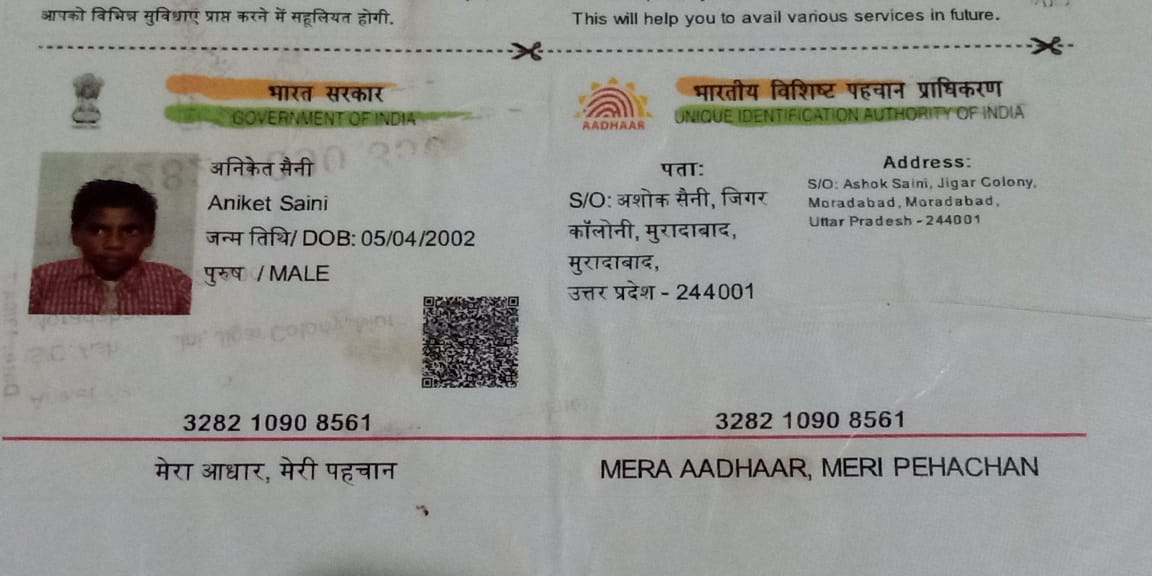 आपको विभिन्न सुविधाएं प्राप्त करने में सहूलियत होगी.
This will help you to avail various services in future.
भारत सरकार
GOVERNMENT OF INDIA
AADHAAR
भारतीय विशिष्ट पहचान प्राधिकरण
UNIQUE IDENTIFICATION AUTHORITY OF INDIA
अनिकेत सैनी
Aniket Saini
जन्म तिथि/ DOB: 05/04/2002
पुरुष / MALE
पता:
S/O: अशोक सैनी, जिगर
कॉलोनी, मुरादाबाद,
मुरादाबाद,
उत्तर प्रदेश - 244001
Address:
S/O: Ashok Saini, Jigar Colony,
Moradabad, Moradabad,
Uttar Pradesh - 244001
3282 1090 8561
3282 1090 8561
मेरा आधार, मेरी पहचान
MERA AADHAAR, MERI PEHACHAN